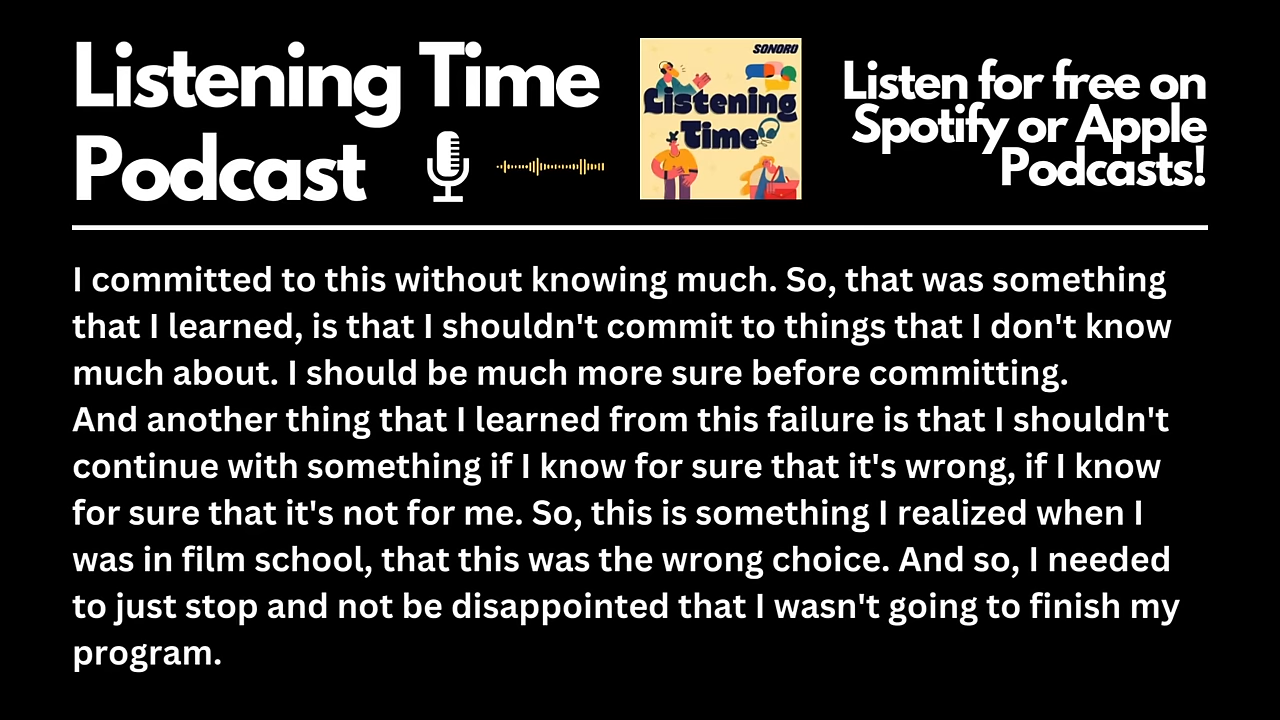 Listening Time
Podcast
SONORO
Listening
Time
Listen for free on
Spotify or Apple
Podcasts!
I committed to this without knowing much. So, that was something
that I learned, is that I shouldn't commit to things that I don't know
much about. I should be much more sure before committing.
And another thing that I learned from this failure is that I shouldn't
continue with something if I know for sure that it's wrong, if I know
for sure that it's not for me. So, this is something I realized when I
was in film school, that this was the wrong choice. And so, I needed
to just stop and not be disappointed that I wasn't going to finish my
program.